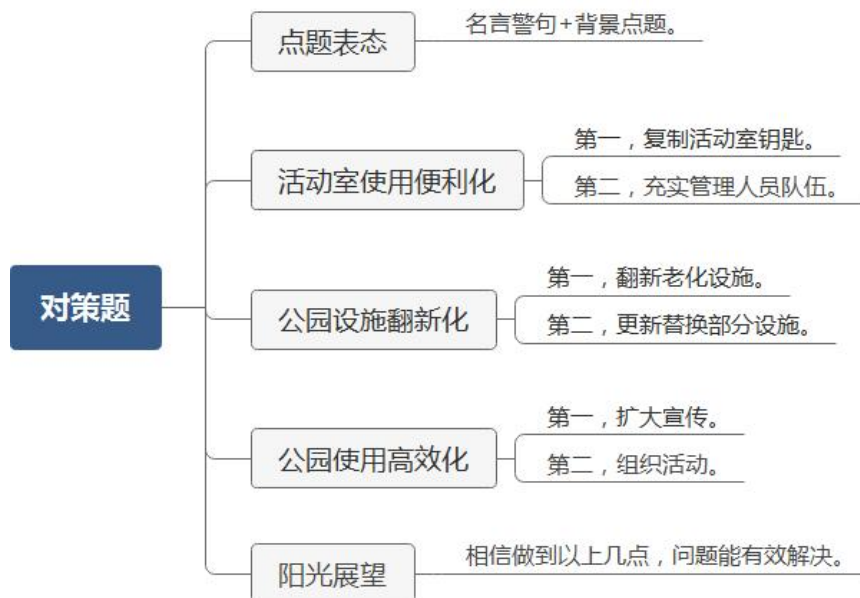 点题表态
名言警句+背景点题。
活动室使用便利化
第一，复制活动室钥匙。
第二，充实管理人员队伍。
对策题
公园设施翻新化
第一，翻新老化设施。
第二，更新替换部分设施。
公园使用高效化
第一，扩大宣传。
第二，组织活动。
阳光展望
相信做到以上几点，问题能有效解决。